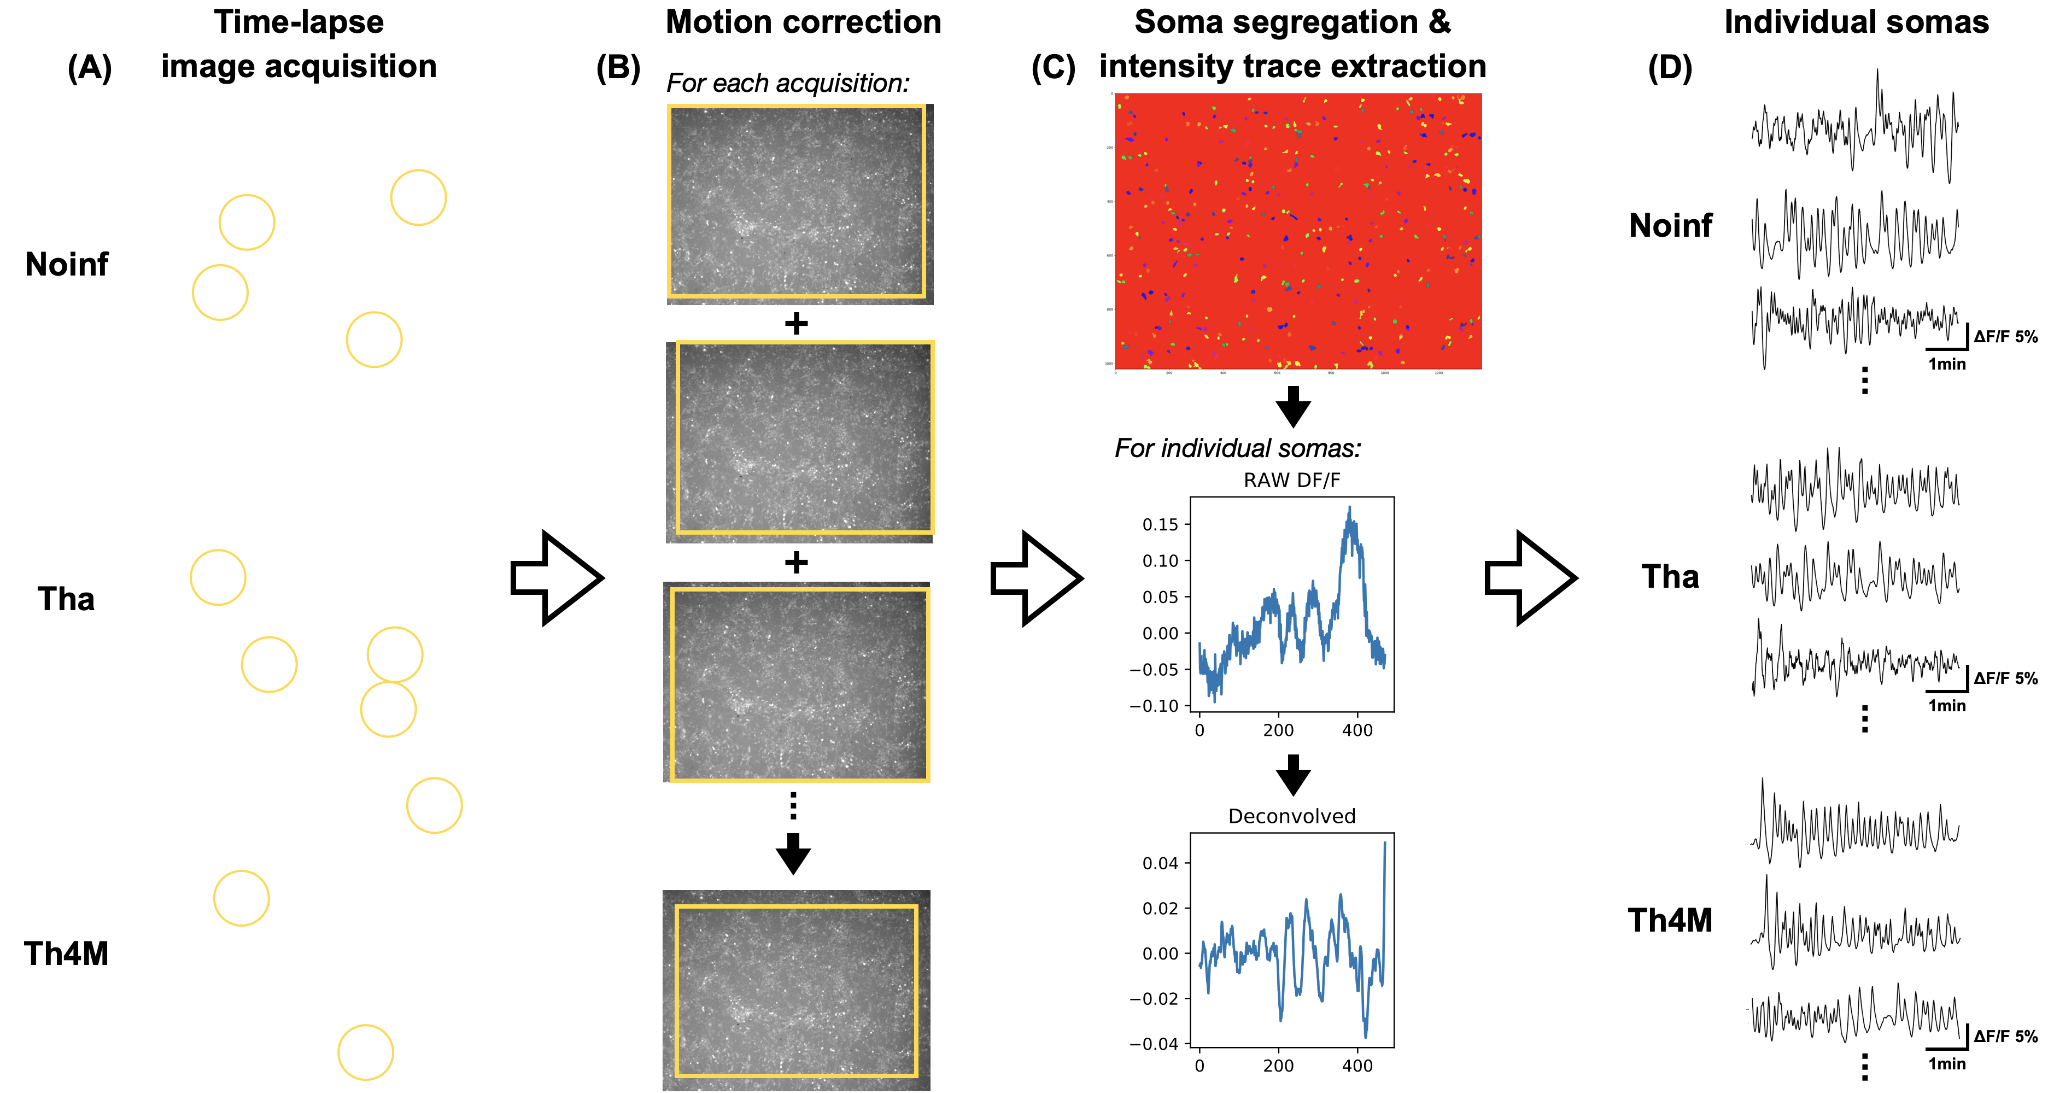 (A)
Time-lapse
image acquisition
Noinf
Tha
Th4M
(B)
Motion correction
For each acquisition:
+
+
(C)
Soma segregation &
intensity trace extraction
For individual somas:
RAW DF/F
0.15
0.10
0.05
0.00
−0.05
−0.10
0 200 400
Deconvolved
0.04
0.02
0.00
−0.02
−0.04
0 200 400
(D)
Individual somas
Noinf
ΔF/F 5%
1min
Tha
ΔF/F 5%
1min
Th4M
ΔF/F 5%
1min